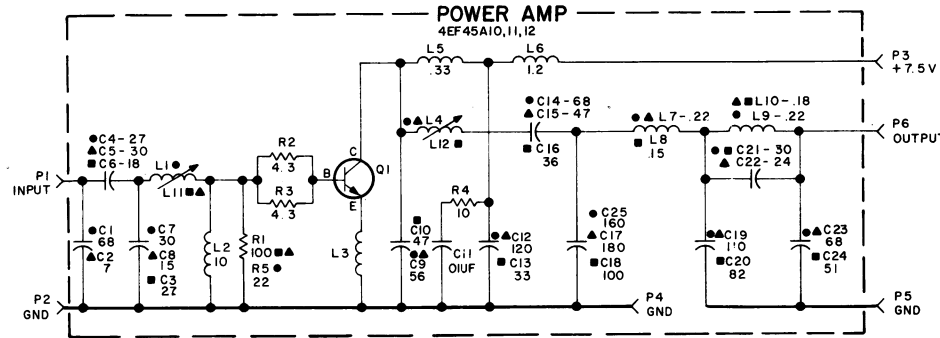 POWER AMP
4EF45A10,11,12
L5
.33
L6
1.2
P3
+7.5V
●C4-27
▲C5-30
■C6-18
L1●
L11■▲
P1
INPUT
R2
4.3
R3
4.3
C
B
E
Q1
●▲L4
L12■
●C14-68
▲C15-47
■C16
36
●▲L7-.22
L8■
.15
▲■L10-.18
●L9-.22
P6
OUTPUT
●■C21-30
▲C22-24
●C1
68
▲C2
7
●C7
30
▲C8
15
■C3
27
L2
10
R1
100■▲
R5●
22
L3
■C10
47
●▲C9
56
R4
10
C11
.01UF
●▲C12
120
■C13
33
●C25
160
▲C17
180
■C18
100
●▲C19
110
■C20
82
●▲C23
68
■C24
51
P2
GND
P4
GND
P5
GND